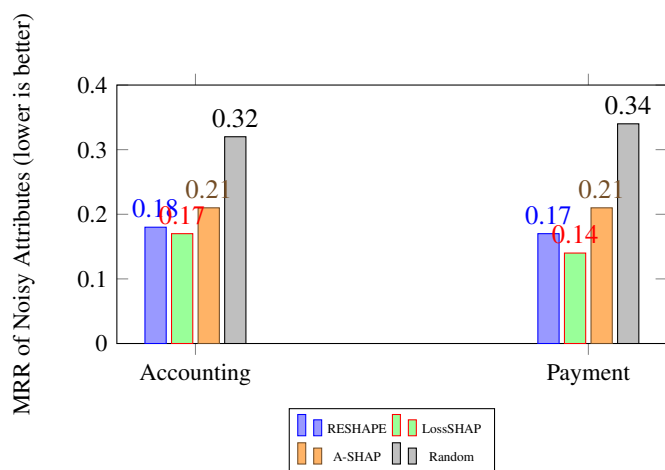 MRR of Noisy Attributes (lower is better)
0.4
0.3
0.2
0.1
0
0.18
0.17
0.21
0.32
0.17
0.14
0.21
0.34
Accounting
Payment
RESHAPE
LossSHAP
A-SHAP
Random